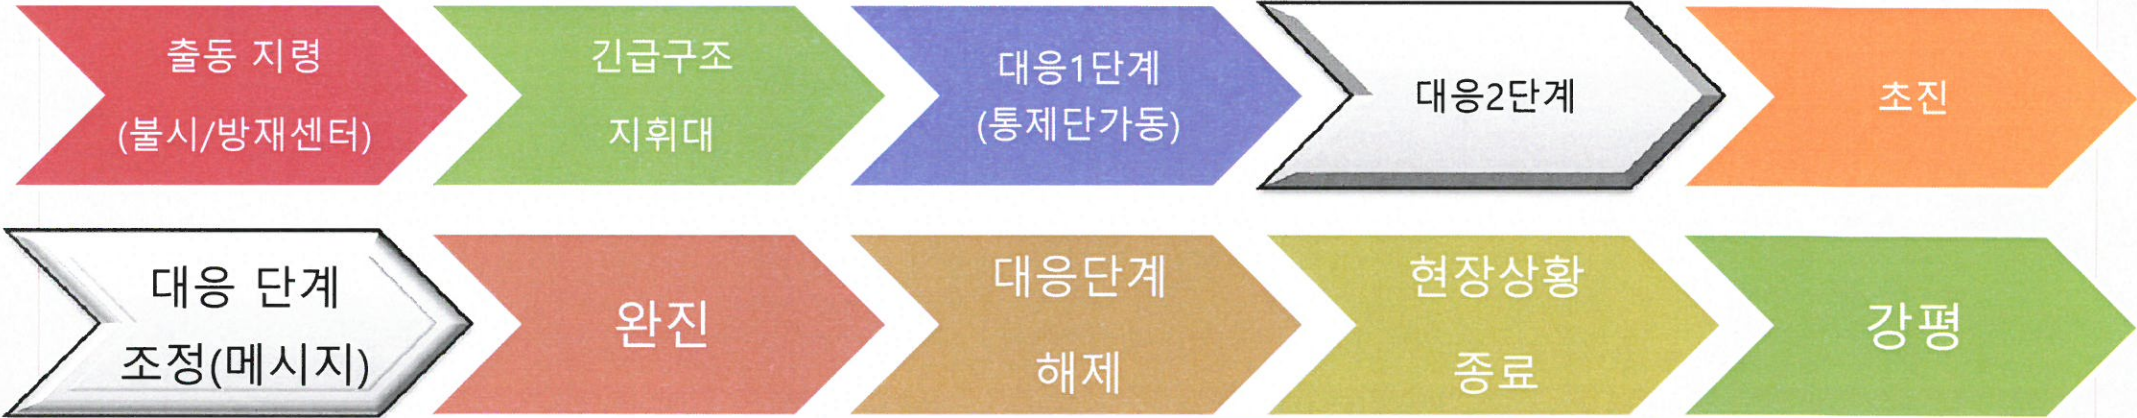 출동 지령
(불시/방재센터)
긴급구조
지휘대
대응1단계
(통제단가동)
대응2단계
초진
대응 단계
조정(메시지)
완진
대응단계
해제
현장상황
종료
강평